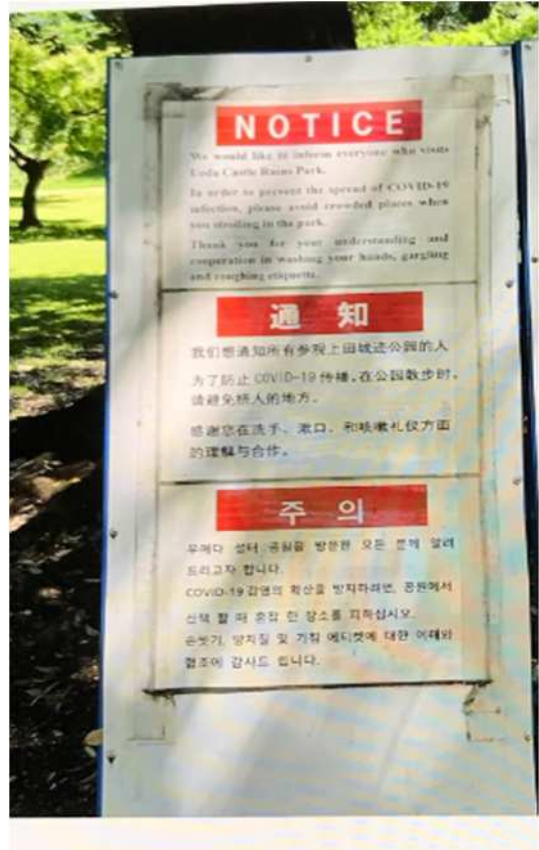 NOTICE
We would like to inform everyone who visits
Ueda Castle Ruins Park.
In order to prevent the spread of COVID-19
infection, please avoid crowded places when
you strolling in the park.
Thank you for your understanding and
cooperation in washing your hands, gargling
and coughing etiquette.
通 知
我们想通知所有参观上田城迹公园的人
为了防止 COVID-19 传播,在公园散步时,
请避免挤人的地方。
感谢您在洗手、漱口、和咳嗽礼仪方面
的理解与合作。
주 의
우에다 성터 공원을 방문한 모든 분께 알려
드리고자 합니다.
COVID-19 감염의 확산을 방지하려면, 공원에서
산책 할 때 혼잡 한 장소를 피하십시오.
손씻기, 양치질 및 기침 에티켓에 대한 이해와
협조에 감사드 립니다.